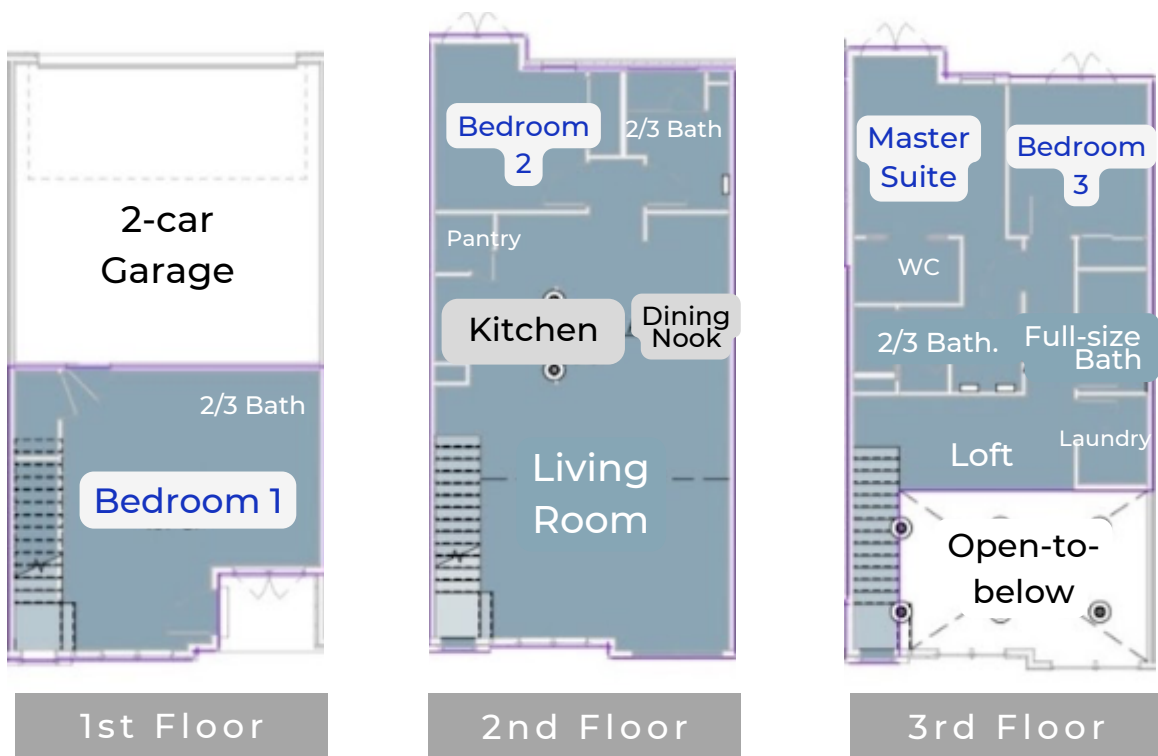 2-car
Garage
2/3 Bath
Bedroom 1
1st Floor
Bedroom
2
2/3 Bath
Pantry
Kitchen
Dining
Nook
Living
Room
2nd Floor
Master
Suite
Bedroom
3
WC
2/3 Bath.
Full-size
Bath
Loft
Laundry
Open-to-
below
3rd Floor